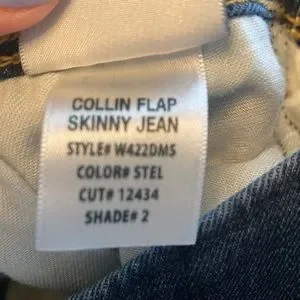 COLLIN FLAP
SKINNY JEAN
STYLE# W422DMS
COLOR# STEL
CUT# 12434
SHADE# 2